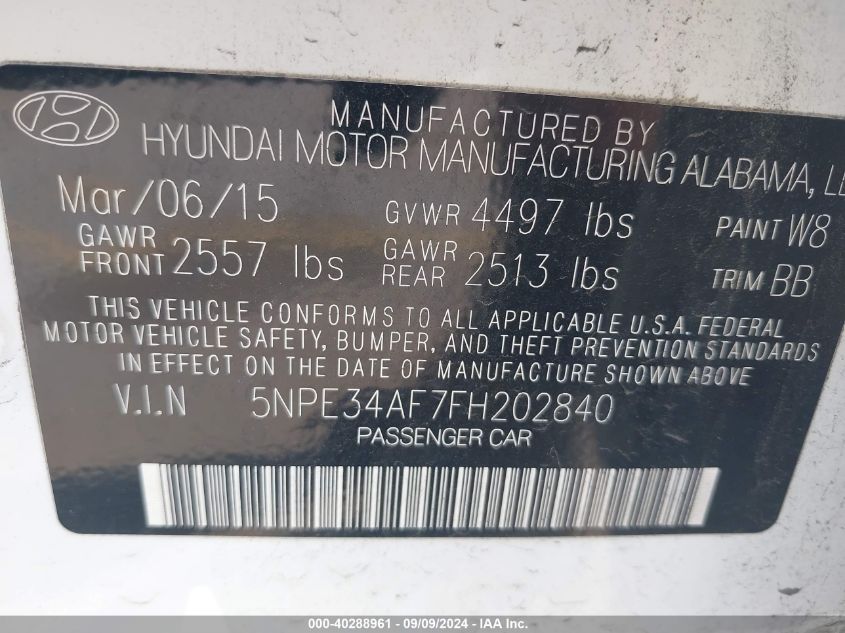 MANUFACTURED BY
HYUNDAI MOTOR MANUFACTURING ALABAMA,
Mar/06/15 GVWR 4497 lbs PAINT W8
GAWR FRONT 2557 lbs GAWR REAR 2513 lbs TRIM BB
THIS VEHICLE CONFORMS TO ALL APPLICABLE U.S.A. FEDERAL
MOTOR VEHICLE SAFETY, BUMPER, AND THEFT PREVENTION STANDARDS
IN EFFECT ON THE DATE OF MANUFACTURE SHOWN ABOVE
V.I.N 5NPE34AF7FH202840
PASSENGER CAR
000-40288961 - 09/09/2024 - IAA Inc.